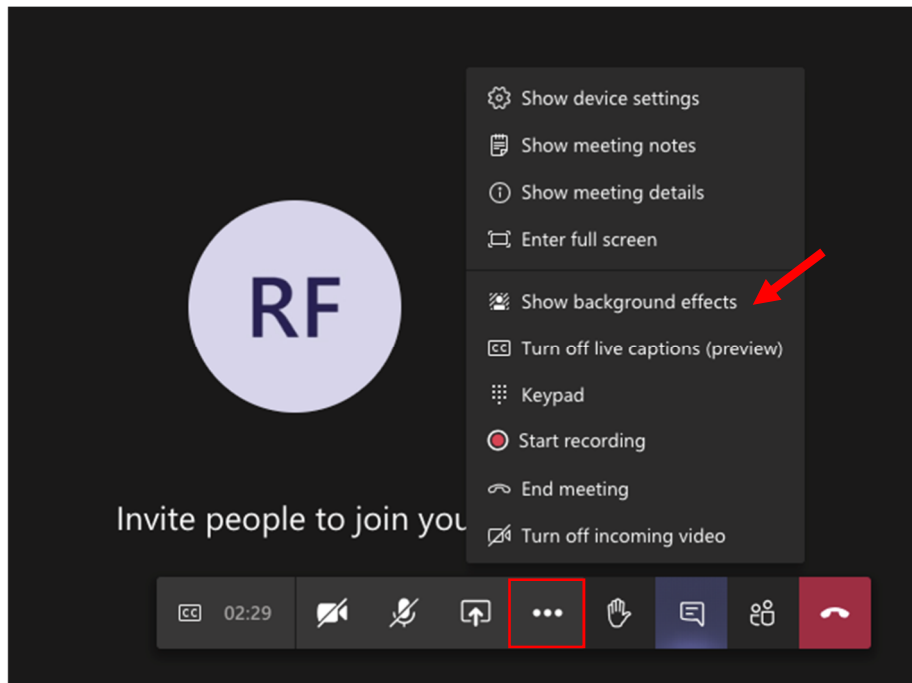 Show device settings
Show meeting notes
Show meeting details
Enter full screen
RF
Show background effects
CC Turn off live captions (preview)
Keypad
Start recording
End meeting
Invite people to join you
Turn off incoming video
CC 02:29